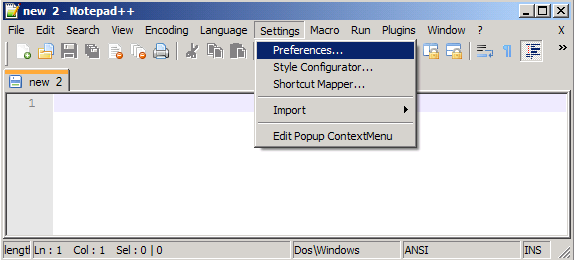 new 2 - Notepad++
File Edit Search View Encoding Language Settings Macro Run Plugins Window ? X
Preferences...
Style Configurator...
Shortcut Mapper...
Import
Edit Popup ContextMenu
new 2
1
length Ln : 1 Col : 1 Sel : 0 | 0 Dos\Windows ANSI INS